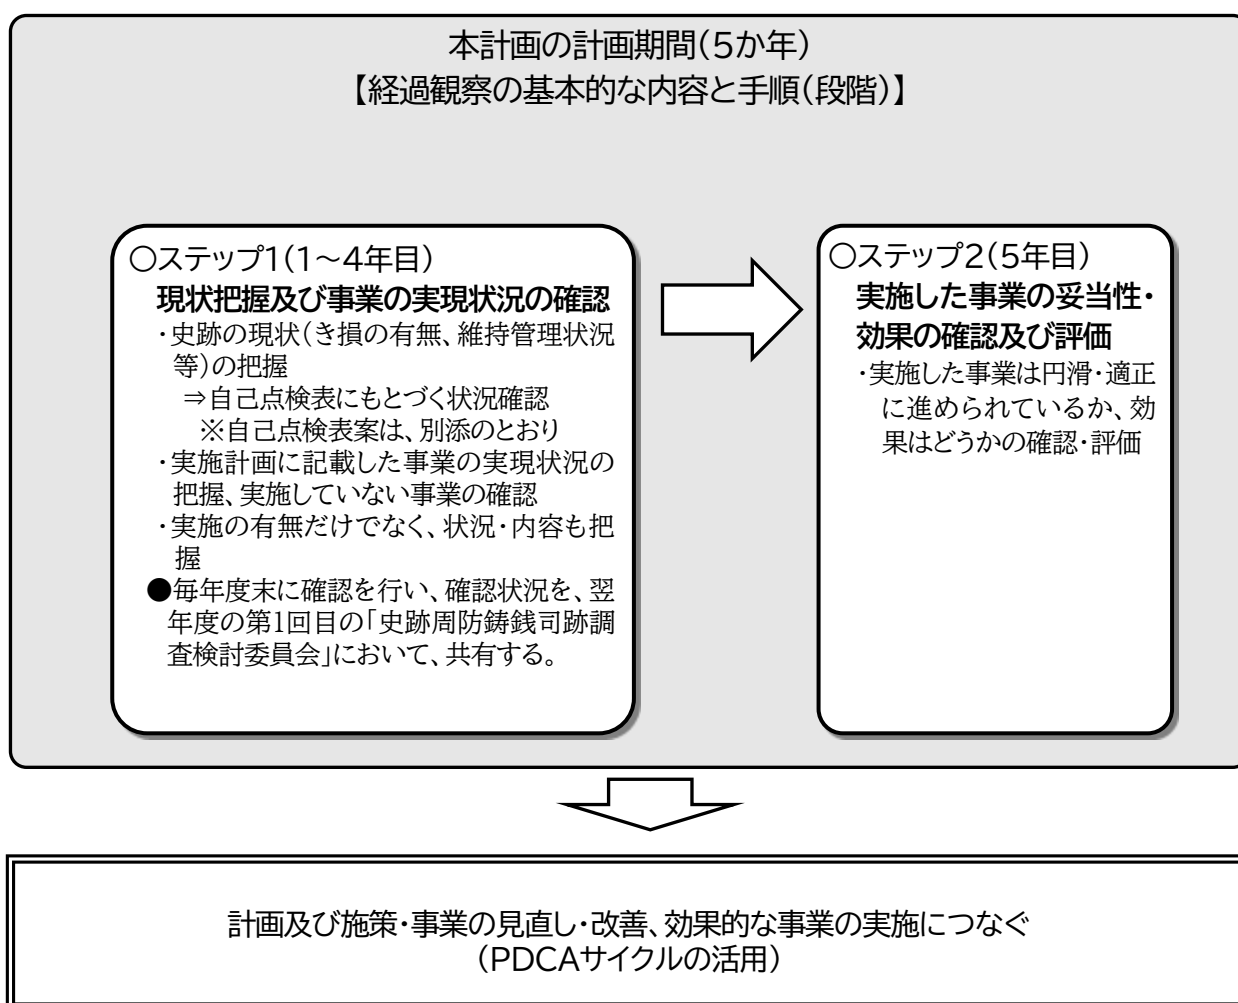 本計画の計画期間（5か年）
【経過観察の基本的な内容と手順（段階）】
○ステップ1（1～4年目）
現状把握及び事業の実現状況の確認
・史跡の現状（き損の有無、維持管理状況
等）の把握
⇒自己点検表にもとづく状況確認
※自己点検表案は、別添のとおり
・実施計画に記載した事業の実現状況の
把握、実施していない事業の確認
・実施の有無だけでなく、状況・内容も把
握
●毎年度末に確認を行い、確認状況を、翌
年度の第1回目の「史跡周防鋳銭司跡調
査検討委員会」において、共有する。
○ステップ2（5年目）
実施した事業の妥当性・
効果の確認及び評価
・実施した事業は円滑・適正
に進められているか、効
果はどうかの確認・評価
計画及び施策・事業の見直し・改善、効果的な事業の実施につなぐ
（PDCAサイクルの活用）